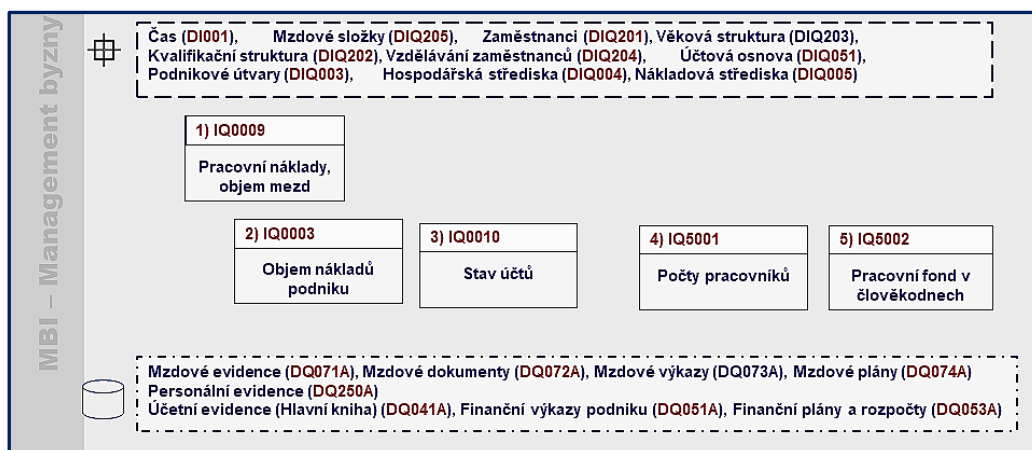 MBI – Management byzny
Čas (DI001), Mzdové složky (DIQ205), Zaměstnanci (DIQ201), Věková struktura (DIQ203),
Kvalifikační struktura (DIQ202), Vzdělávání zaměstnanců (DIQ204), Účtová osnova (DIQ051),
Podnikové útvary (DIQ003), Hospodářská střediska (DIQ004), Nákladová střediska (DIQ005)
1) IQ0009
Pracovní náklady,
objem mezd
2) IQ0003
Objem nákladů
podniku
3) IQ0010
Stav účtů
4) IQ5001
Počty pracovníků
5) IQ5002
Pracovní fond v
člověkodnech
Mzdové evidence (DQ071A), Mzdové dokumenty (DQ072A), Mzdové výkazy (DQ073A), Mzdové plány (DQ074A)
Personální evidence (DQ250A)
Účetní evidence (Hlavní kniha) (DQ041A), Finanční výkazy podniku (DQ051A), Finanční plány a rozpočty (DQ053A)